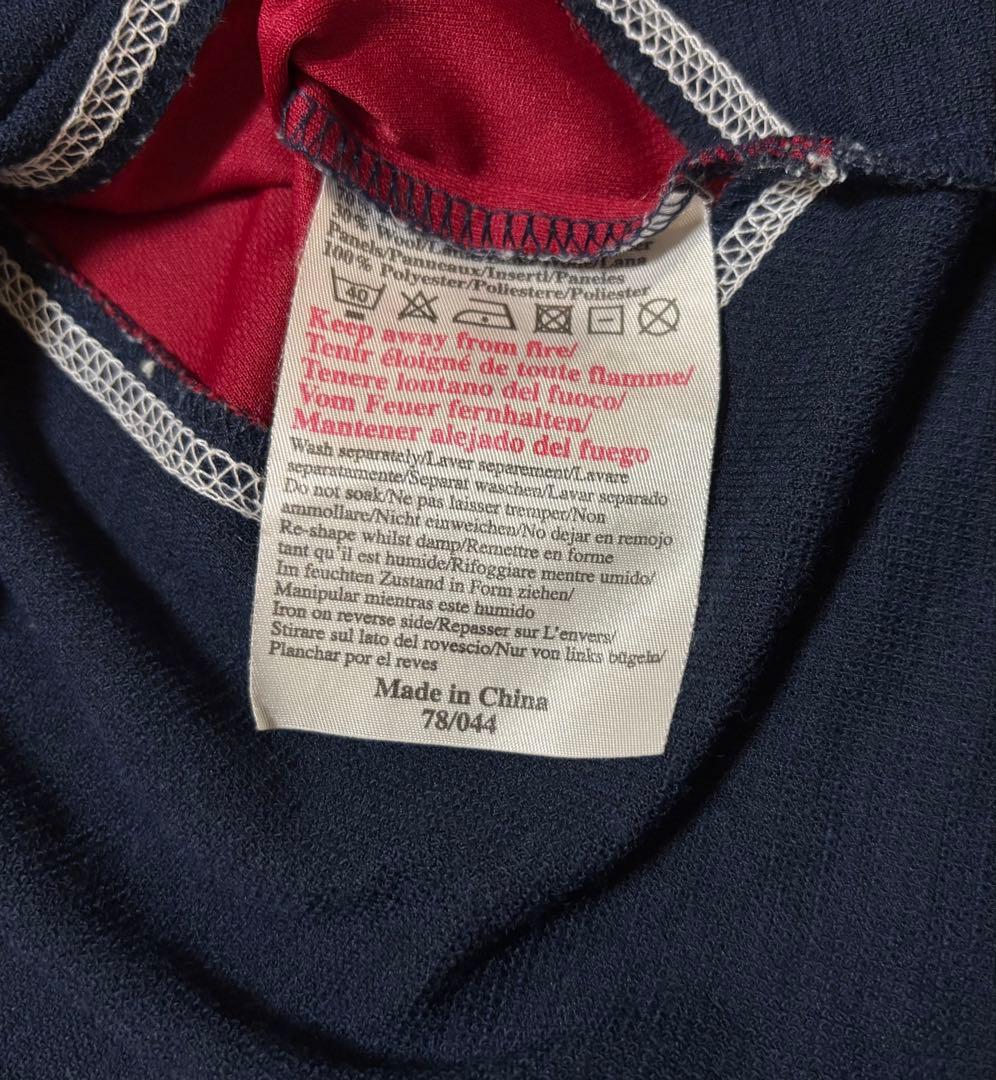 30% Wool/
Panels/Panneaux/Inserti/Paneles
100% Polyester/Poliestere/Poliester
40
Keep away from fire/
Tenir éloigné de toute flamme/
Tenere lontano del fuoco/
Vom Feuer fernhalten/
Mantener alejado del fuego
Wash separately/Laver separement/Lavare
separatamente/Separat waschen/Lavar separado
Do not soak/Ne pas laisser tremper/Non
ammollare/Nicht einweichen/No dejar en remojo
Re-shape whilst damp/Remettre en forme
tant qu'il est humide/Rifoggiare mentre umido/
Im feuchten Zustand in Form ziehen/
Manipular mientras este humido
Iron on reverse side/Repasser sur L'envers/
Stirare sul lato del rovescio/Nur von links bügeln/
Planchar por el reves
Made in China
78/044